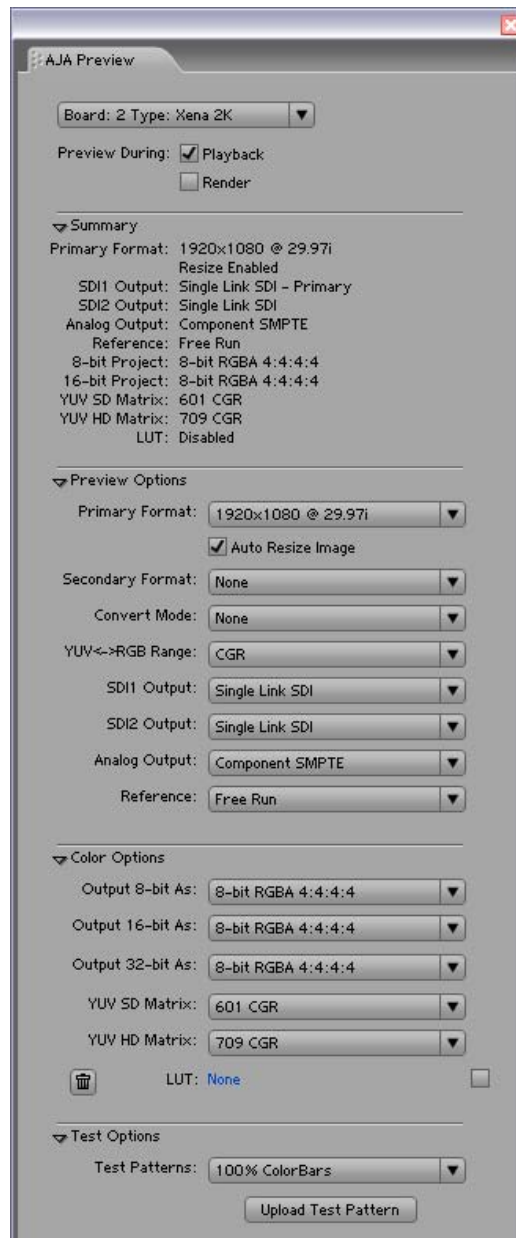 AJA Preview
Board: 2 Type: Xena 2K
Preview During: Playback
Render
Summary
Primary Format: 1920x1080 @ 29.97i
Resize Enabled
SDI1 Output: Single Link SDI - Primary
SDI2 Output: Single Link SDI
Analog Output: Component SMPTE
Reference: Free Run
8-bit Project: 8-bit RGBA 4:4:4:4
16-bit Project: 8-bit RGBA 4:4:4:4
YUV SD Matrix: 601 CGR
YUV HD Matrix: 709 CGR
LUT: Disabled
Preview Options
Primary Format: 1920x1080 @ 29.97i
Auto Resize Image
Secondary Format: None
Convert Mode: None
YUV<->RGB Range: CGR
SDI1 Output: Single Link SDI
SDI2 Output: Single Link SDI
Analog Output: Component SMPTE
Reference: Free Run
Color Options
Output 8-bit As: 8-bit RGBA 4:4:4:4
Output 16-bit As: 8-bit RGBA 4:4:4:4
Output 32-bit As: 8-bit RGBA 4:4:4:4
YUV SD Matrix: 601 CGR
YUV HD Matrix: 709 CGR
LUT: None
Test Options
Test Patterns: 100% ColorBars
Upload Test Pattern